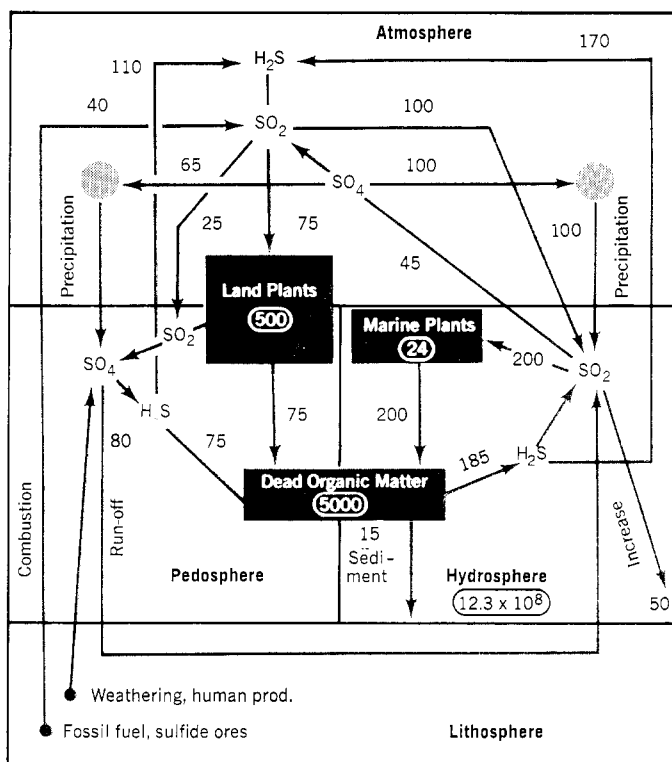 Atmosphere
170
110
H₂S
40
SO₂
100
65
100
SO₄
Precipitation
25
75
45
100
Precipitation
Land Plants
500
SO₂
Marine Plants
24
SO₄
200
SO₂
H S
80
75
75
200
185
H₂S
Dead Organic Matter
5000
15
Sedi-
ment
Combustion
Run-off
Pedosphere
Hydrosphere
12.3 x 10⁸
Increase
50
Weathering, human prod.
Fossil fuel, sulfide ores
Lithosphere